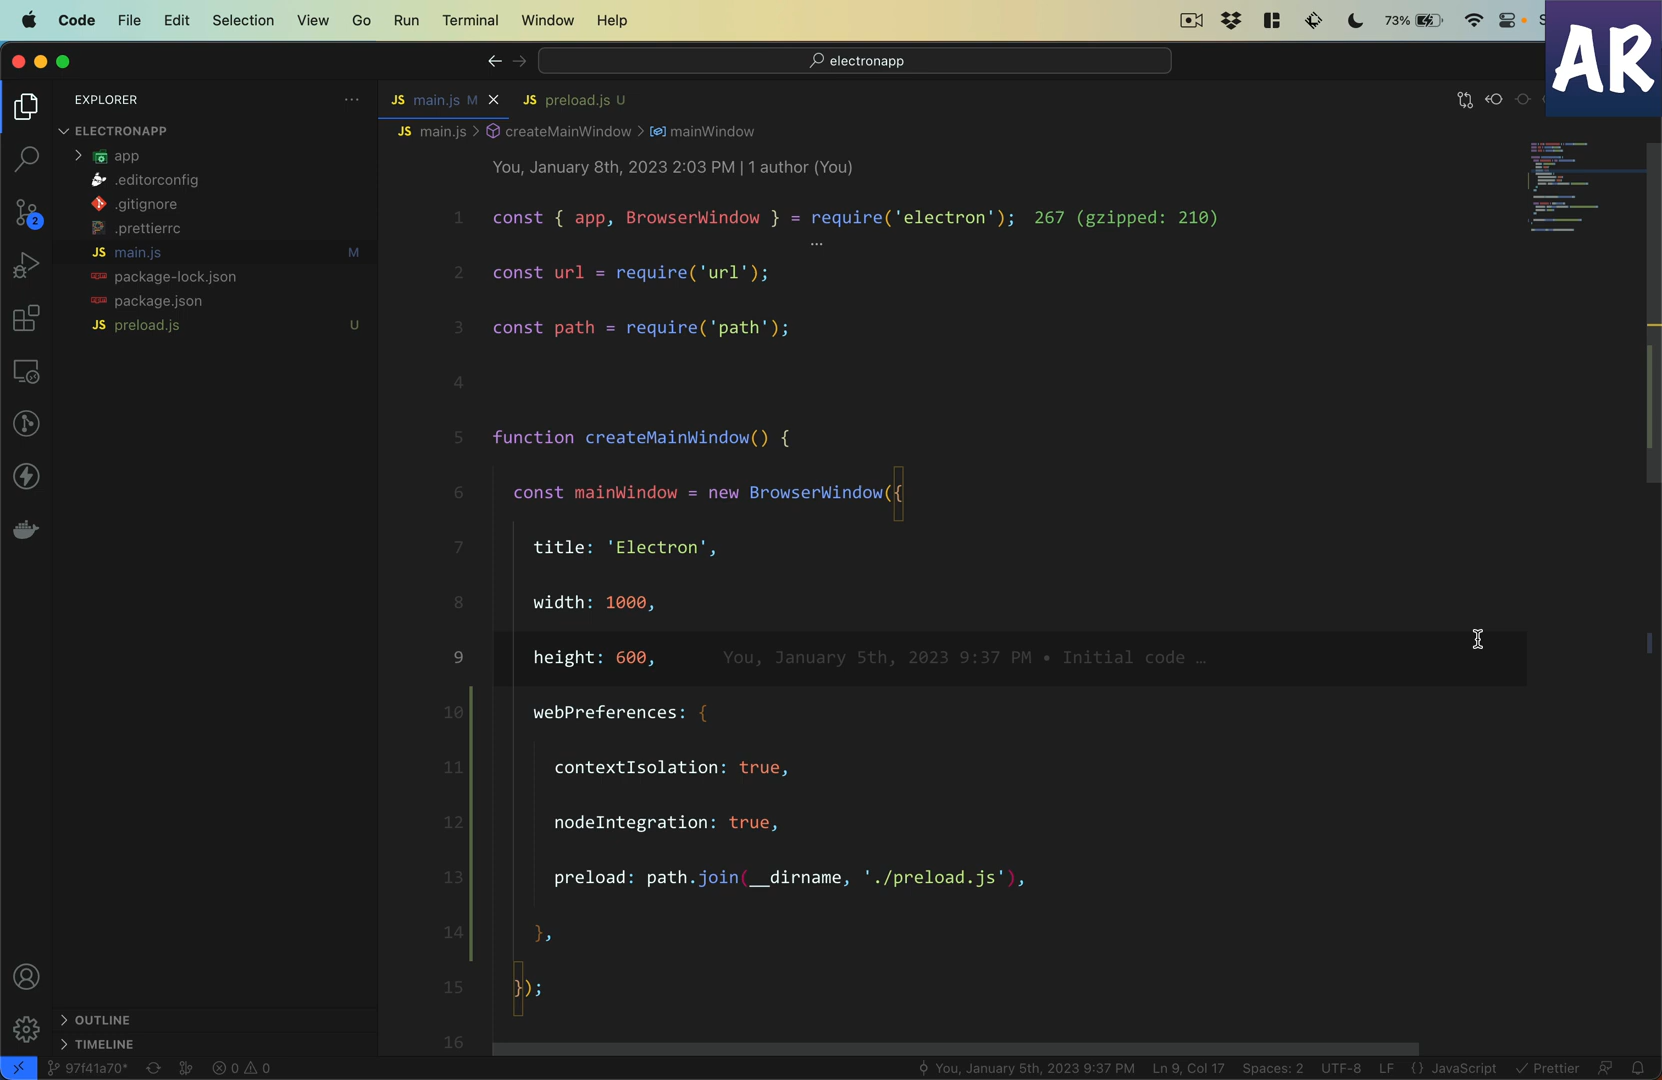 Code File Edit Selection View Go Run Terminal Window Help 73%
AR
electronapp
EXPLORER
ELECTRONAPP
app
.editorconfig
.gitignore
.prettierrc
JS main.js M
package-lock.json
package.json
JS preload.js U
2
JS main.js M JS preload.js U
JS main.js > createMainWindow > mainWindow
You, January 8th, 2023 2:03 PM | 1 author (You)
1 const { app, BrowserWindow } = require('electron'); 267 (gzipped: 210)
...
2 const url = require('url');
3 const path = require('path');
4
5 function createMainWindow() {
6 const mainWindow = new BrowserWindow({
7 title: 'Electron',
8 width: 1000,
9 height: 600, You, January 5th, 2023 9:37 PM • Initial code …
10 webPreferences: {
11 contextIsolation: true,
12 nodeIntegration: true,
13 preload: path.join(__dirname, './preload.js'),
14 },
15 });
16
OUTLINE
TIMELINE
97f41a70* 0 0 You, January 5th, 2023 9:37 PM Ln 9, Col 17 Spaces: 2 UTF-8 LF {} JavaScript Prettier